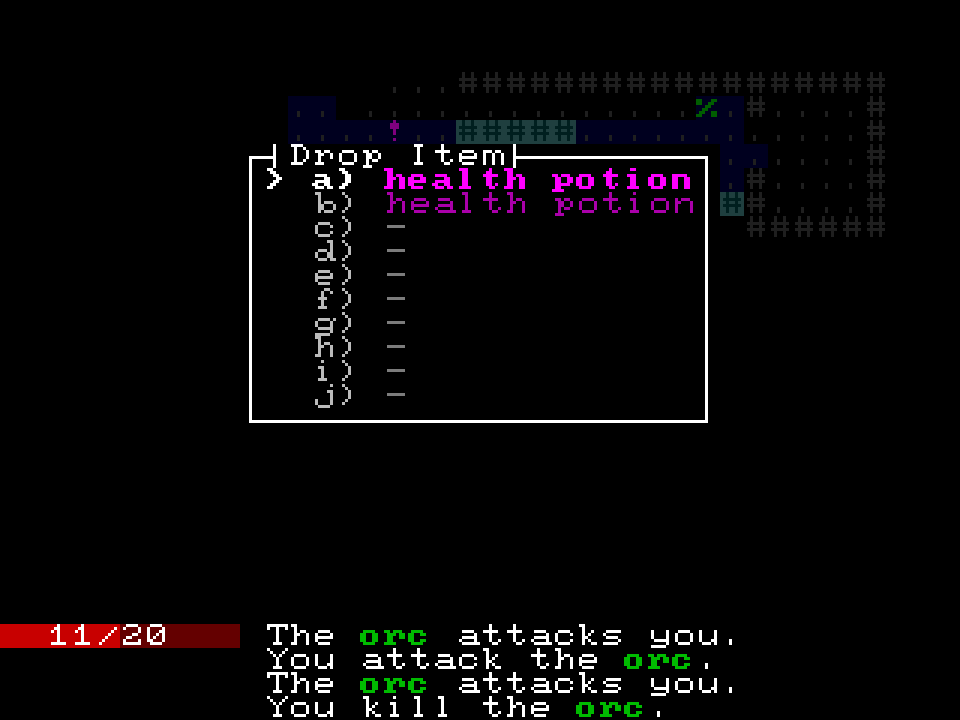 Drop Item
> a) health potion
b) health potion
c) -
d) -
e) -
f) -
g) -
h) -
i) -
j) -
11/20
The orc attacks you.
You attack the orc.
The orc attacks you.
You kill the orc.